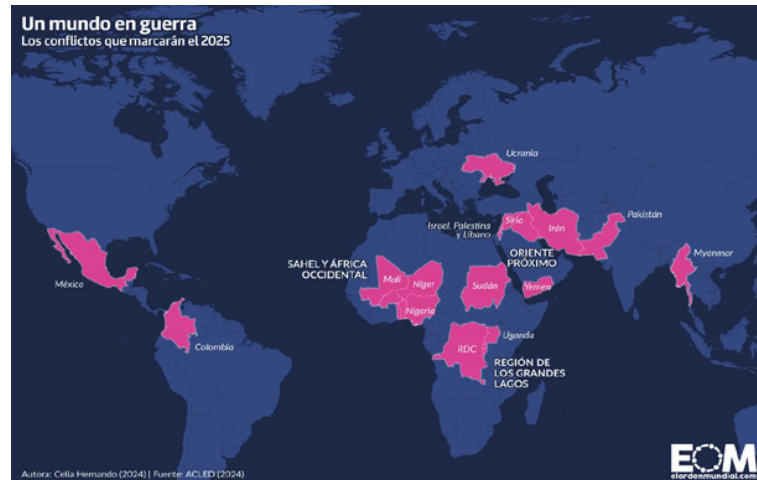 Un mundo en guerra
Los conflictos que marcarán el 2025
Ucrania
Israel, Palestina
y Líbano
Siria
Irán
Pakistán
ORIENTE
PRÓXIMO
Myanmar
SAHEL Y ÁFRICA
OCCIDENTAL
México
Mali
Níger
Nigeria
Sudán
Yemen
Colombia
RDC
Uganda
REGIÓN DE
LOS GRANDES
LAGOS
Autora: Celia Hernando (2024) | Fuente: ACLED (2024)
EOM
elordenmundial.com